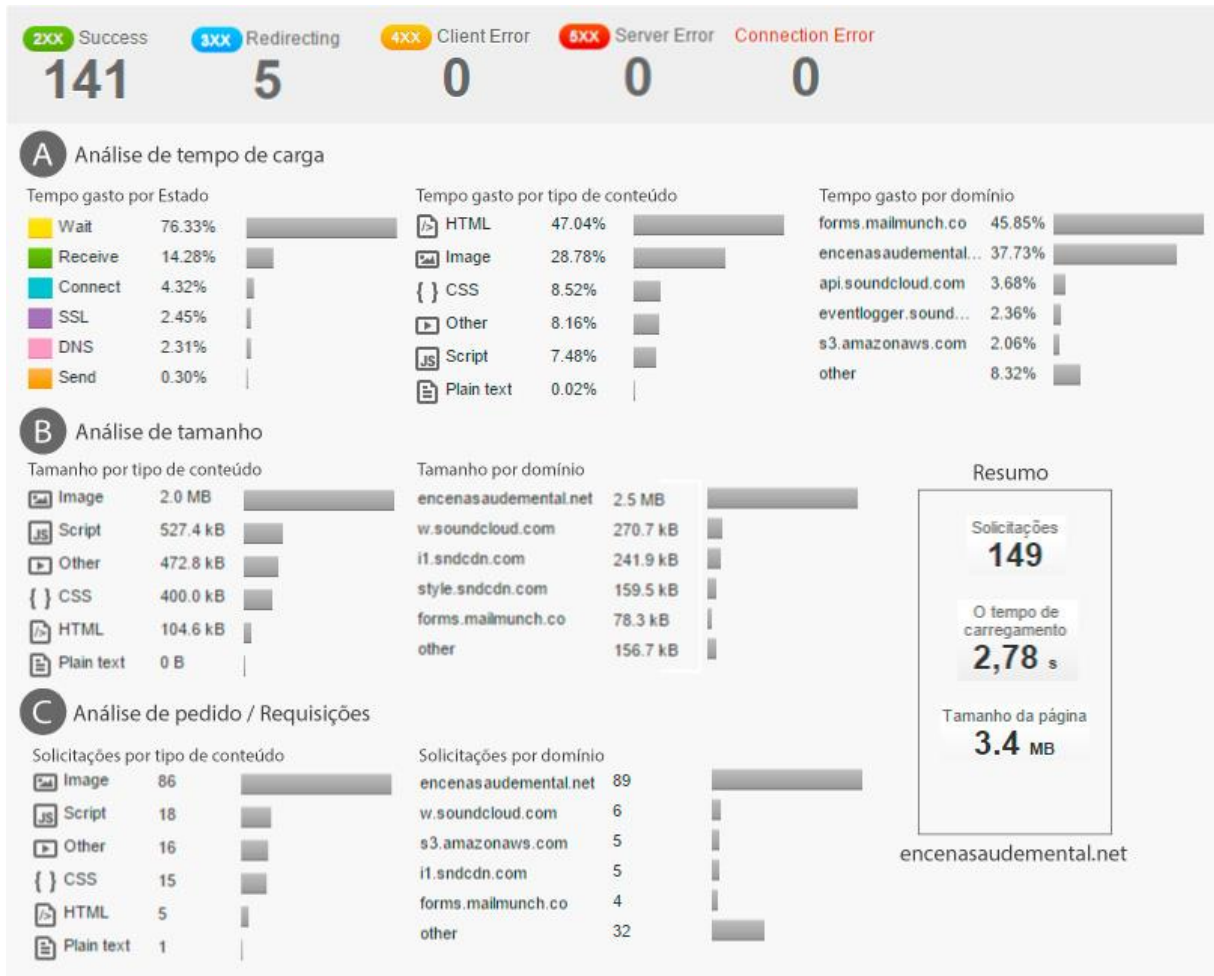 2XX Success 3XX Redirecting 4XX Client Error 5XX Server Error Connection Error
141 5 0 0 0
A Análise de tempo de carga
Tempo gasto por Estado
Wait 76.33%
Receive 14.28%
Connect 4.32%
SSL 2.45%
DNS 2.31%
Send 0.30%
Tempo gasto por tipo de conteúdo
HTML 47.04%
Image 28.78%
{ } CSS 8.52%
Other 8.16%
JS Script 7.48%
Plain text 0.02%
Tempo gasto por domínio
forms.mailmunch.co 45.85%
encenasaudemental... 37.73%
api.soundcloud.com 3.68%
eventlogger.sound... 2.36%
s3.amazonaws.com 2.06%
other 8.32%
B Análise de tamanho
Tamanho por tipo de conteúdo
Image 2.0 MB
JS Script 527.4 kB
Other 472.8 kB
{ } CSS 400.0 kB
HTML 104.6 kB
Plain text 0 B
Tamanho por domínio
encenasaudemental.net 2.5 MB
w.soundcloud.com 270.7 kB
i1.sndcdn.com 241.9 kB
style.sndcdn.com 159.5 kB
forms.mailmunch.co 78.3 kB
other 156.7 kB
C Análise de pedido / Requisições
Solicitações por tipo de conteúdo
Image 86
JS Script 18
Other 16
{ } CSS 15
HTML 5
Plain text 1
Solicitações por domínio
encenasaudemental.net 89
w.soundcloud.com 6
s3.amazonaws.com 5
i1.sndcdn.com 5
forms.mailmunch.co 4
other 32
Resumo
Solicitações
149
O tempo de
carregamento
2,78 s
Tamanho da página
3.4 MB
encenasaudemental.net